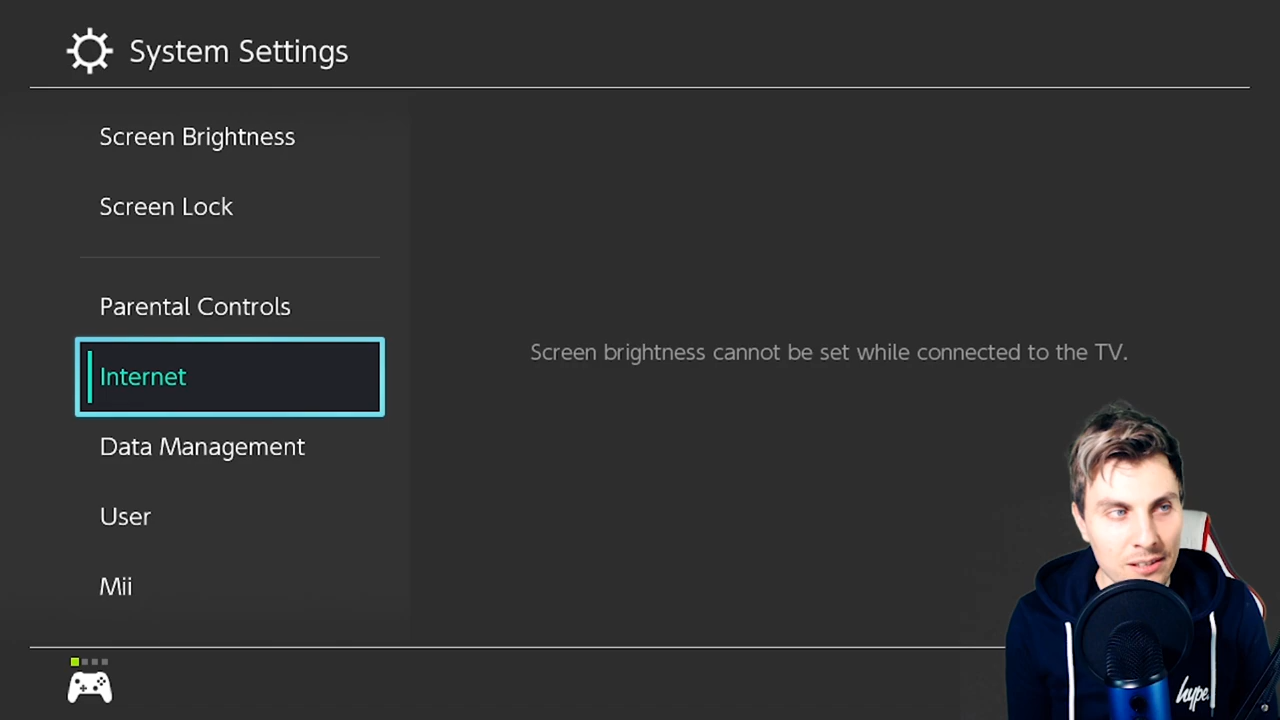 System Settings
Screen Brightness
Screen Lock
Parental Controls
Internet
Data Management
User
Mii
Screen brightness cannot be set while connected to the TV.
hype.